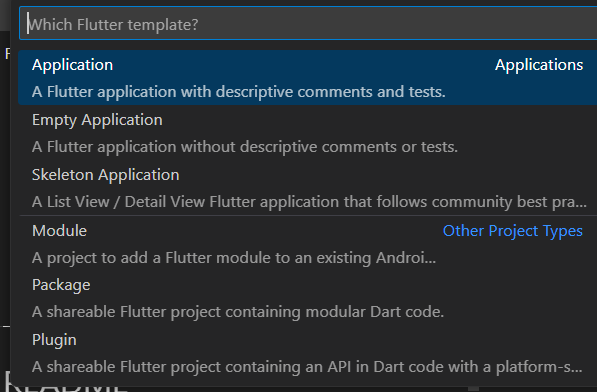 Which Flutter template?
Application Applications
A Flutter application with descriptive comments and tests.
Empty Application
A Flutter application without descriptive comments or tests.
Skeleton Application
A List View / Detail View Flutter application that follows community best pra...
Module Other Project Types
A project to add a Flutter module to an existing Androi...
Package
A shareable Flutter project containing modular Dart code.
Plugin
A shareable Flutter project containing an API in Dart code with a platform-s...
README